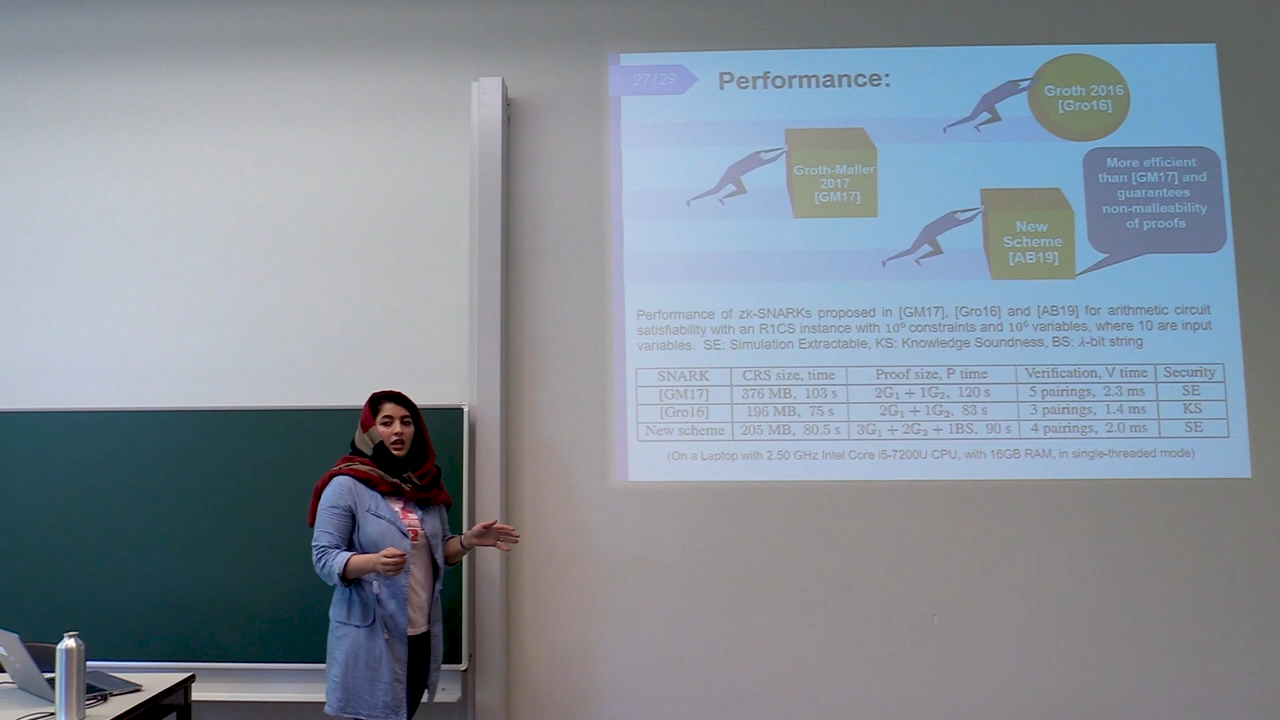 27/29
Performance:
Groth 2016
[Gro16]
Groth-Maller
2017
[GM17]
More efficient
than [GM17] and
guarantees
non-malleability
of proofs
New
Scheme
[AB19]
Performance of zk-SNARKs proposed in [GM17], [Gro16] and [AB19] for arithmetic circuit
satisfiability with an R1CS instance with 10⁶ constraints and 10⁶ variables, where 10 are input
variables. SE: Simulation Extractable, KS: Knowledge Soundness, BS: λ-bit string
SNARK CRS size, time Proof size, P time Verification, V time Security
[GM17] 376 MB, 103 s 2G₁ + 1G₂, 120 s 5 pairings, 2.3 ms SE
[Gro16] 196 MB, 75 s 2G₁ + 1G₂, 83 s 3 pairings, 1.4 ms KS
New scheme 205 MB, 80.5 s 3G₁ + 2G₂ + 1BS, 90 s 4 pairings, 2.0 ms SE
(On a Laptop with 2.50 GHz Intel Core i5-7200U CPU, with 16GB RAM, in single-threaded mode)